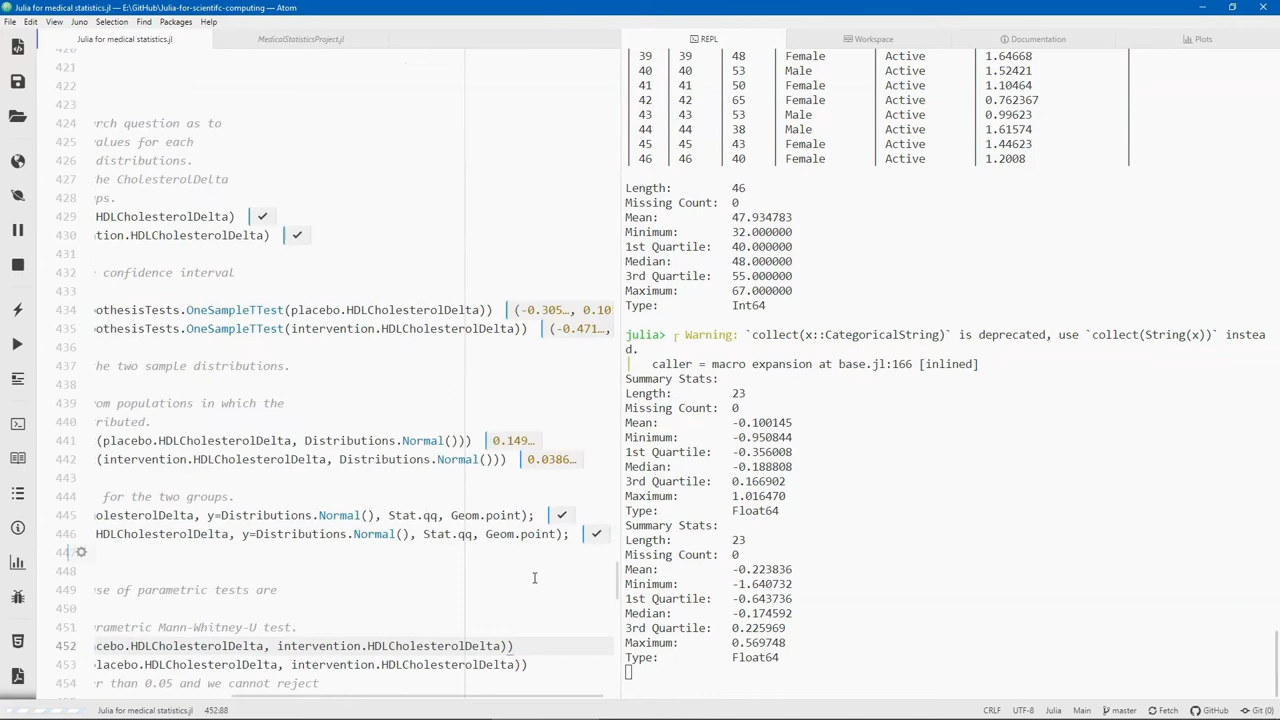 Julia for medical statistics.jl — E:\GitHub\Julia-for-scientifc-computing — Atom
File Edit View Juno Selection Find Packages Help
Julia for medical statistics.jl MedicalStatisticsProject.jl
420
421
422
423
424 arch question as to
425 values for each
426 distributions.
427 the CholesterolDelta
428 ups.
429 HDLCholesterolDelta)
430 ation.HDLCholesterolDelta)
431
432 confidence interval
433
434 pothesisTests.OneSampleTTest(placebo.HDLCholesterolDelta)) (-0.305…, 0.10
435 pothesisTests.OneSampleTTest(intervention.HDLCholesterolDelta)) (-0.471…,
436
437 the two sample distributions.
438
439 om populations in which the
440 ributed.
441 (placebo.HDLCholesterolDelta, Distributions.Normal())) 0.149…
442 (intervention.HDLCholesterolDelta, Distributions.Normal())) 0.0386…
443
444 for the two groups.
445 olesterolDelta, y=Distributions.Normal(), Stat.qq, Geom.point);
446 HDLCholesterolDelta, y=Distributions.Normal(), Stat.qq, Geom.point);
447
448
449 use of parametric tests are
450
451 arametric Mann-Whitney-U test.
452 acebo.HDLCholesterolDelta, intervention.HDLCholesterolDelta))
453 placebo.HDLCholesterolDelta, intervention.HDLCholesterolDelta))
454 er than 0.05 and we cannot reject
REPL Workspace Documentation Plots
39 39 48 Female Active 1.64668
40 40 53 Male Active 1.52421
41 41 50 Female Active 1.10464
42 42 65 Female Active 0.762367
43 43 53 Male Active 0.99623
44 44 38 Male Active 1.61574
45 45 43 Female Active 1.44623
46 46 40 Female Active 1.2008
Length: 46
Missing Count: 0
Mean: 47.934783
Minimum: 32.000000
1st Quartile: 40.000000
Median: 48.000000
3rd Quartile: 55.000000
Maximum: 67.000000
Type: Int64
julia> ┌ Warning: `collect(x::CategoricalString)` is deprecated, use `collect(String(x))` instea
d.
│ caller = macro expansion at base.jl:166 [inlined]
Summary Stats:
Length: 23
Missing Count: 0
Mean: -0.100145
Minimum: -0.950844
1st Quartile: -0.356008
Median: -0.188808
3rd Quartile: 0.166902
Maximum: 1.016470
Type: Float64
Summary Stats:
Length: 23
Missing Count: 0
Mean: -0.223836
Minimum: -1.640732
1st Quartile: -0.643736
Median: -0.174592
3rd Quartile: 0.225969
Maximum: 0.569748
Type: Float64
Julia for medical statistics.jl 452:88 CRLF UTF-8 Julia Main master Fetch GitHub Git (0)